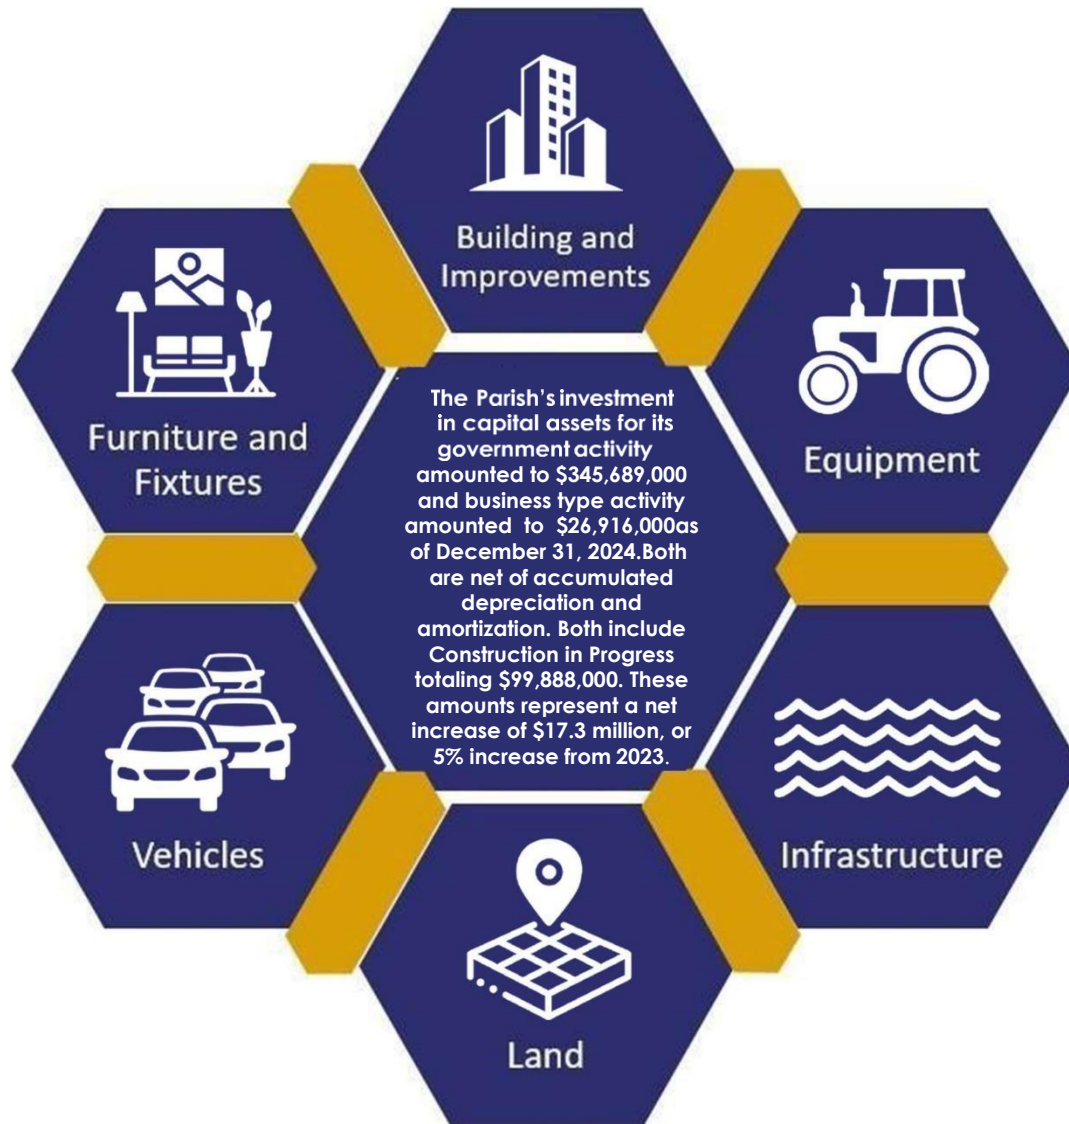 Building and
Improvements
Furniture and
Fixtures
Equipment
The Parish's investment
in capital assets for its
government activity
amounted to $345,689,000
and business type activity
amounted to $26,916,000as
of December 31, 2024.Both
are net of accumulated
depreciation and
amortization. Both include
Construction in Progress
totaling $99,888,000. These
amounts represent a net
increase of $17.3 million, or
5% increase from 2023.
Vehicles
Infrastructure
Land